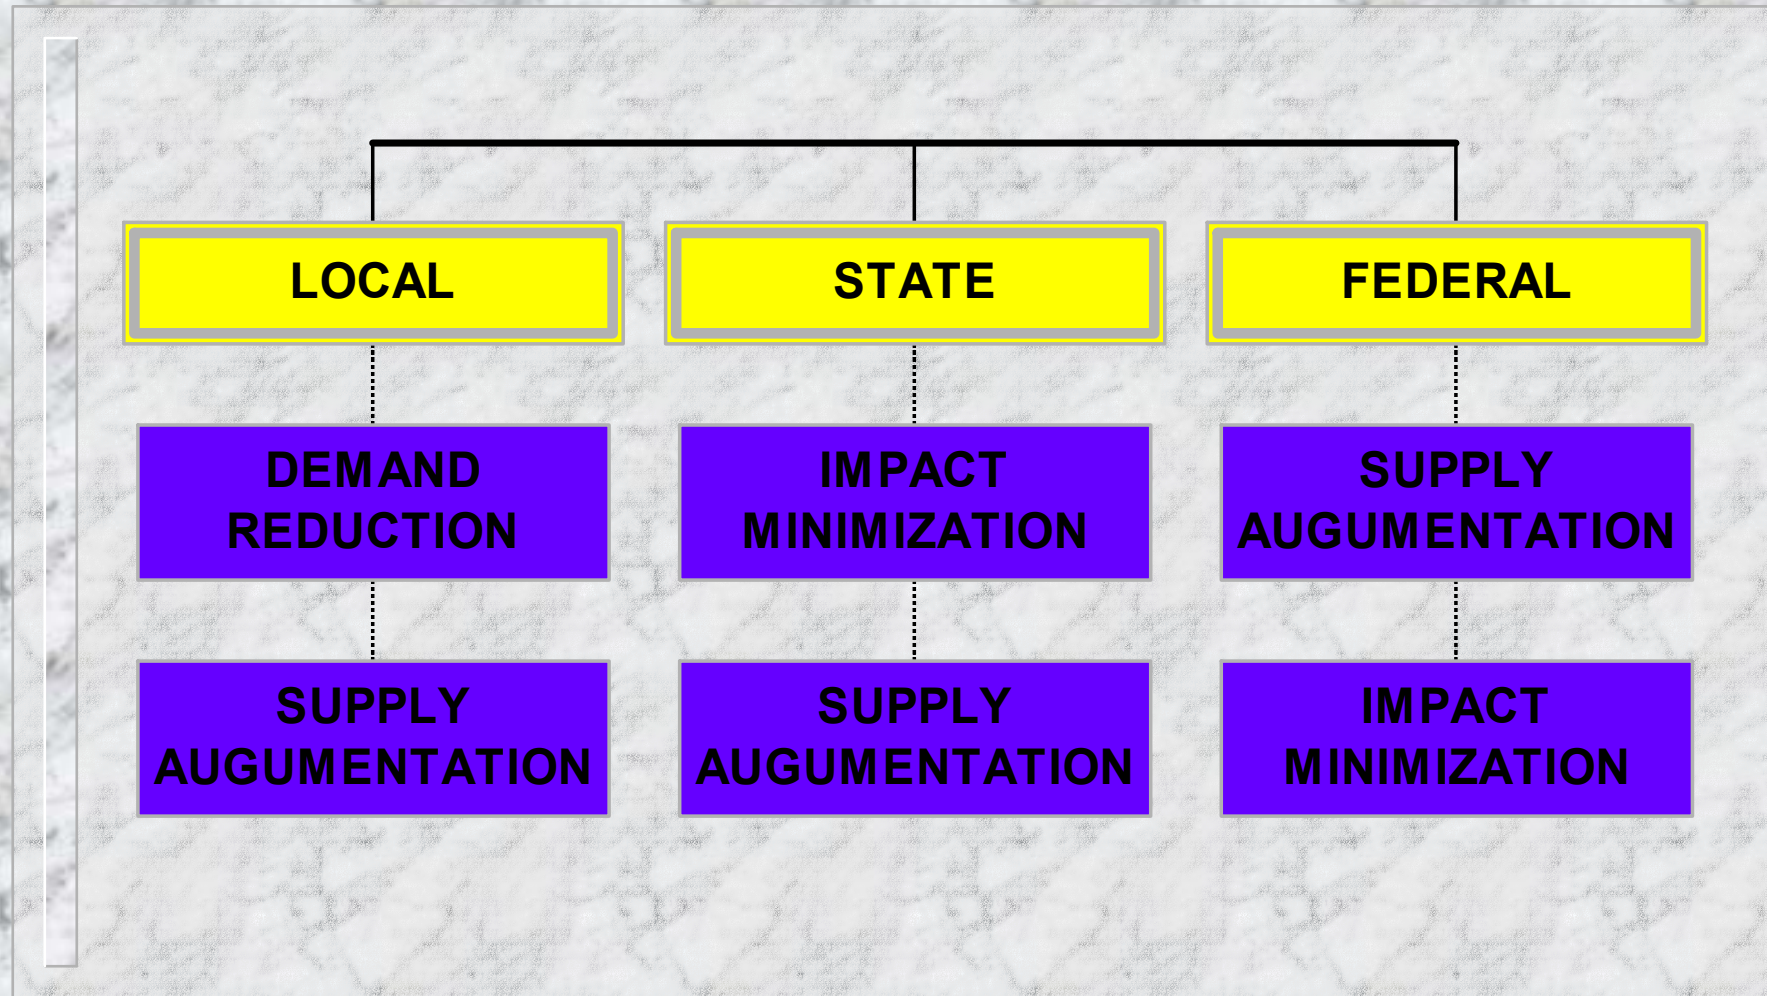 LOCAL
STATE
FEDERAL
DEMAND
REDUCTION
IMPACT
MINIMIZATION
SUPPLY
AUGUMENTATION
SUPPLY
AUGUMENTATION
SUPPLY
AUGUMENTATION
IMPACT
MINIMIZATION